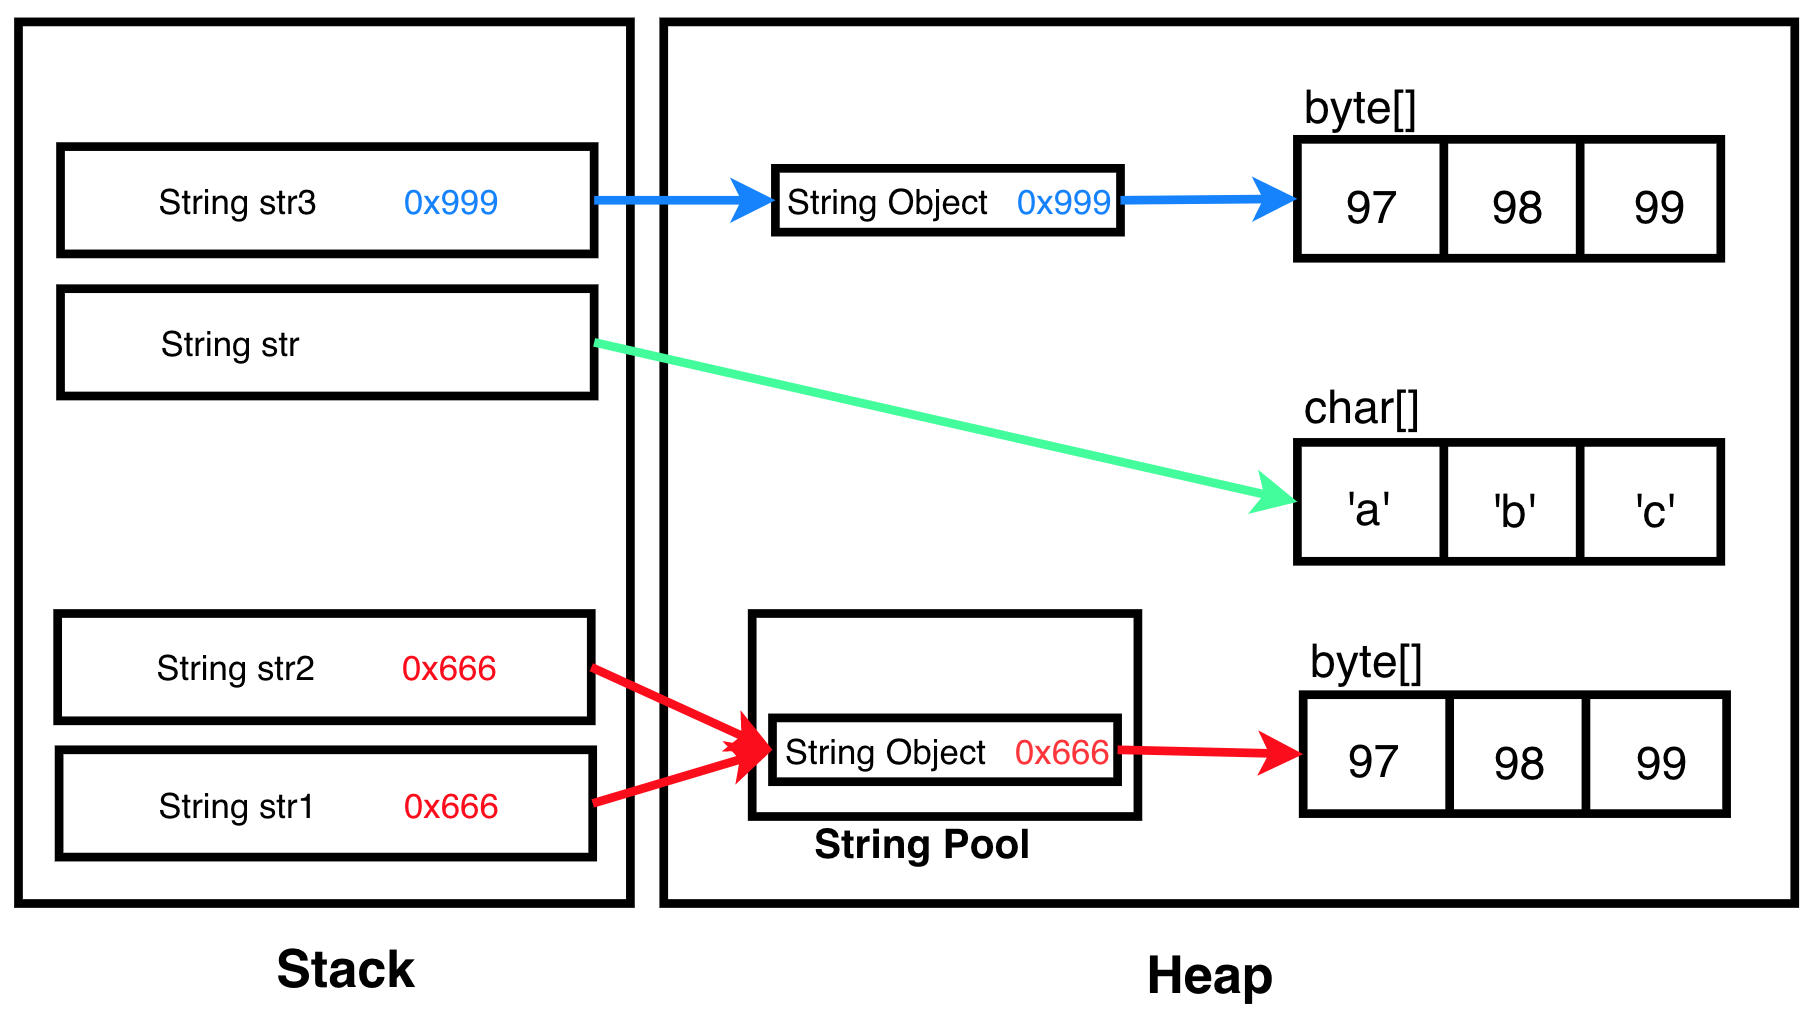 byte[]
String str3 0x999
String Object 0x999
97 98 99
String str
char[]
'a' 'b' 'c'
String str2 0x666
byte[]
String Object 0x666
97 98 99
String str1 0x666
String Pool
Stack
Heap